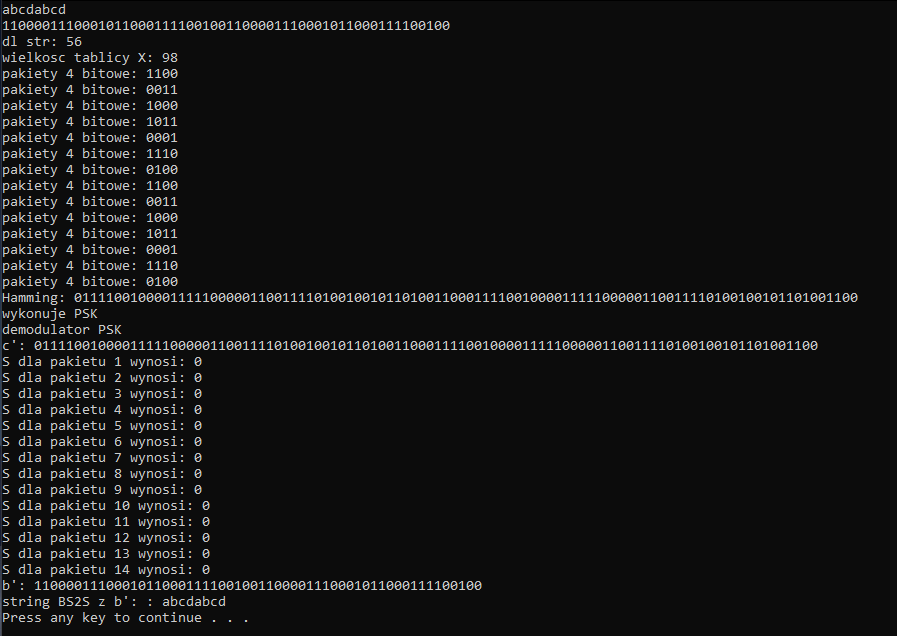 abcdabcd
11000011100010110001111001001100001110001011000111100100
dl str: 56
wielkosc tablicy X: 98
pakiety 4 bitowe: 1100
pakiety 4 bitowe: 0011
pakiety 4 bitowe: 1000
pakiety 4 bitowe: 1011
pakiety 4 bitowe: 0001
pakiety 4 bitowe: 1110
pakiety 4 bitowe: 0100
pakiety 4 bitowe: 1100
pakiety 4 bitowe: 0011
pakiety 4 bitowe: 1000
pakiety 4 bitowe: 1011
pakiety 4 bitowe: 0001
pakiety 4 bitowe: 1110
pakiety 4 bitowe: 0100
Hamming: 01111001000011111000001100111101001001011010011000111100100001111100000110011110100100101101001100
wykonuje PSK
demodulator PSK
c': 01111001000011111000001100111101001001011010011000111100100001111100000110011110100100101101001100
S dla pakietu 1 wynosi: 0
S dla pakietu 2 wynosi: 0
S dla pakietu 3 wynosi: 0
S dla pakietu 4 wynosi: 0
S dla pakietu 5 wynosi: 0
S dla pakietu 6 wynosi: 0
S dla pakietu 7 wynosi: 0
S dla pakietu 8 wynosi: 0
S dla pakietu 9 wynosi: 0
S dla pakietu 10 wynosi: 0
S dla pakietu 11 wynosi: 0
S dla pakietu 12 wynosi: 0
S dla pakietu 13 wynosi: 0
S dla pakietu 14 wynosi: 0
b': 11000011100010110001111001001100001110001011000111100100
string BS2S z b': : abcdabcd
Press any key to continue . . .